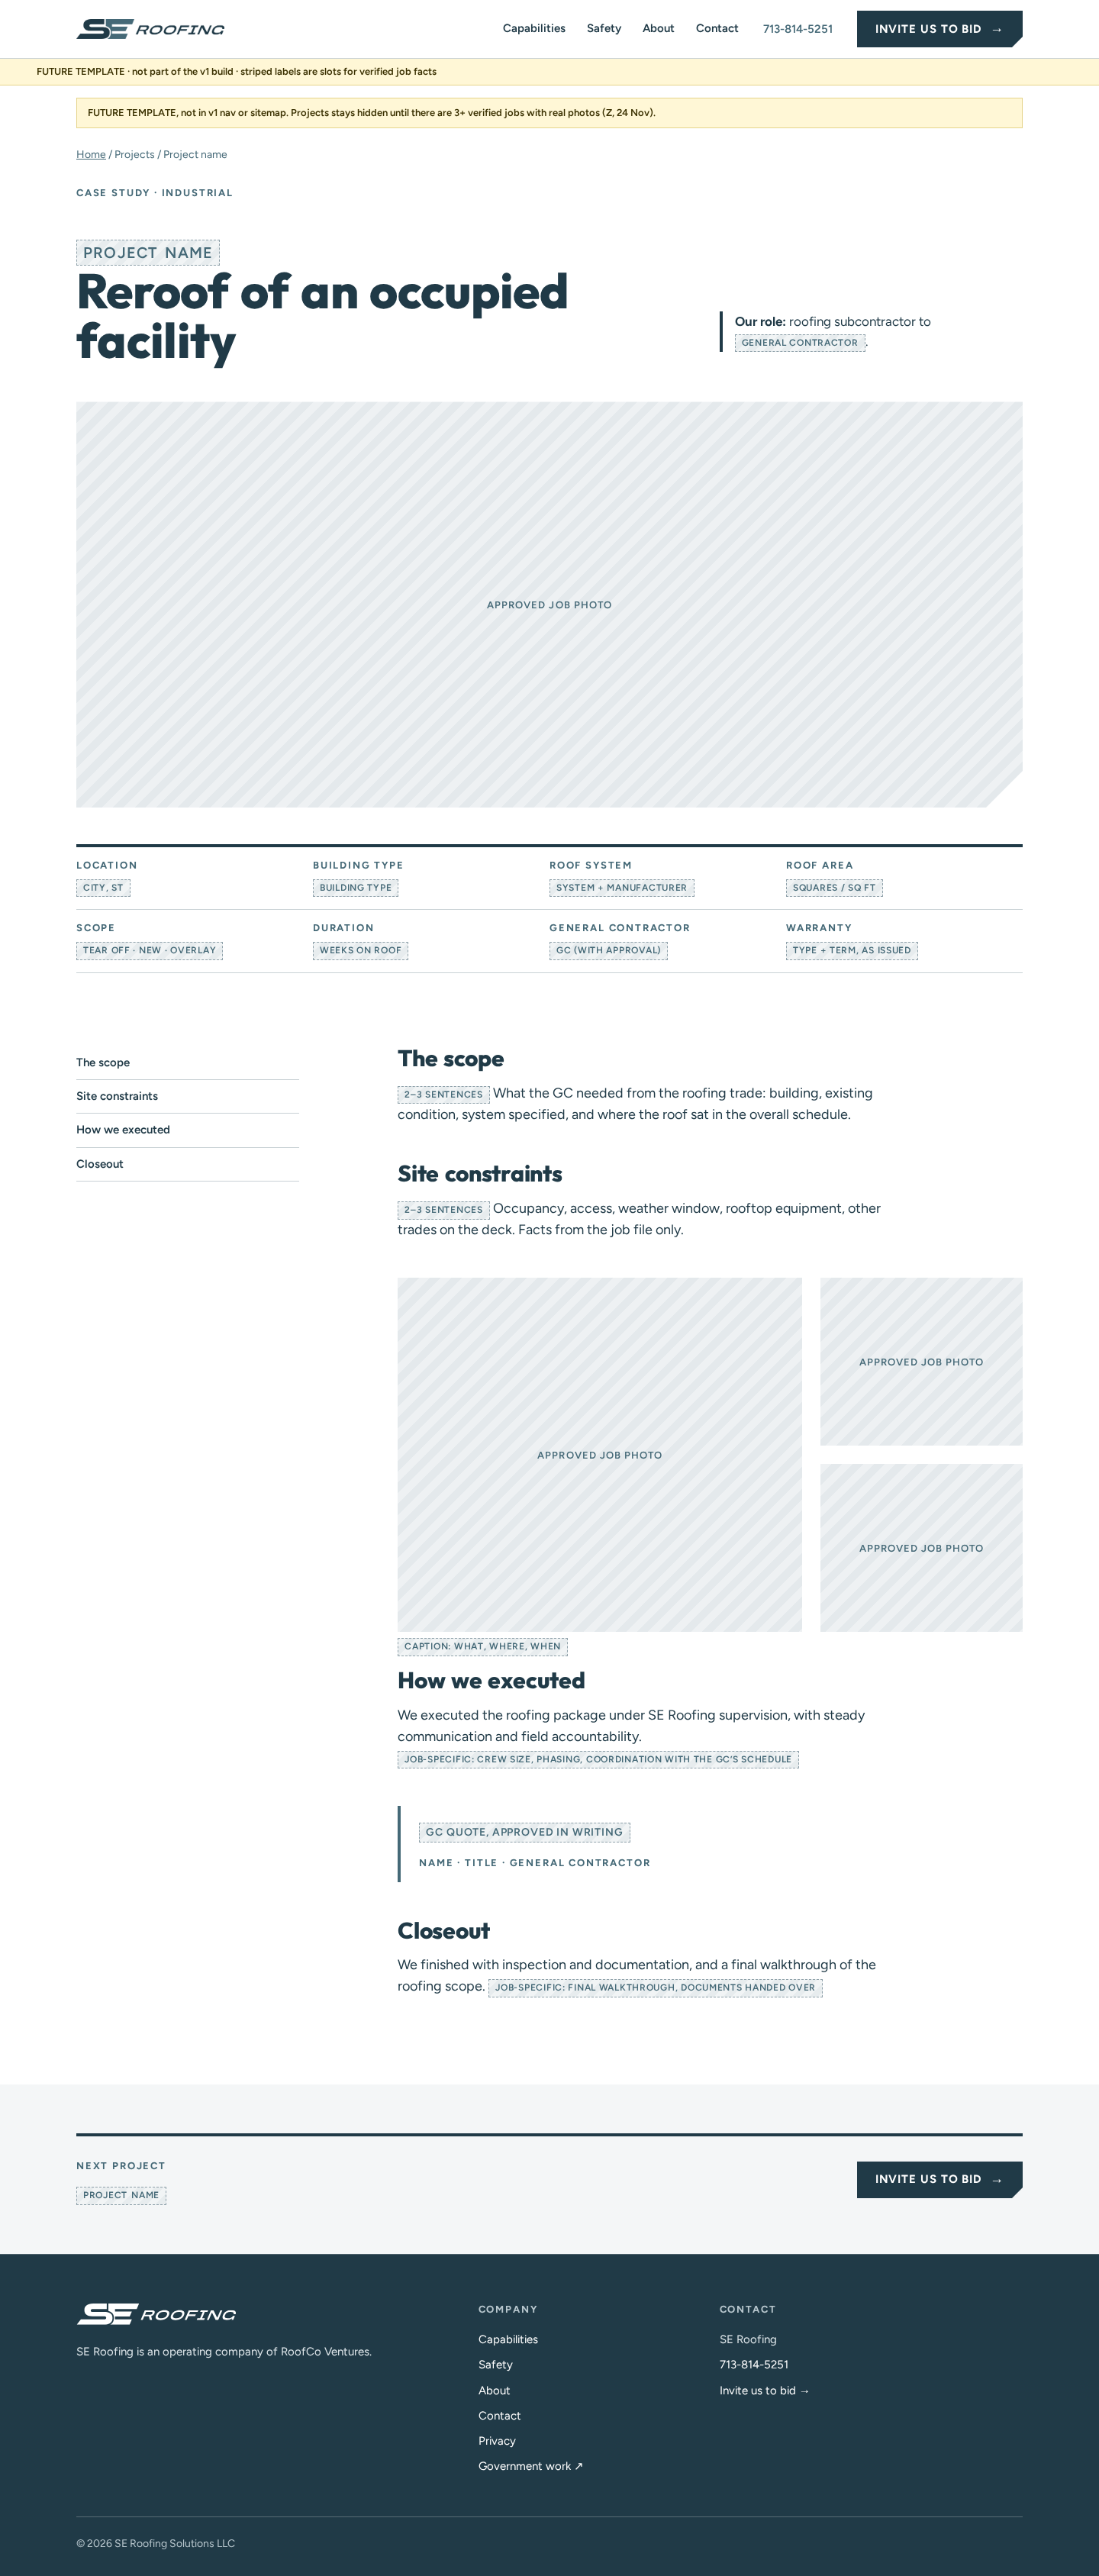 SE ROOFING
Capabilities Safety About Contact 713-814-5251 INVITE US TO BID →
FUTURE TEMPLATE · not part of the v1 build · striped labels are slots for verified job facts
FUTURE TEMPLATE, not in v1 nav or sitemap. Projects stays hidden until there are 3+ verified jobs with real photos (Z, 24 Nov).
Home / Projects / Project name
CASE STUDY · INDUSTRIAL
PROJECT NAME
Reroof of an occupied
facility
Our role: roofing subcontractor to
GENERAL CONTRACTOR.
APPROVED JOB PHOTO
LOCATION BUILDING TYPE ROOF SYSTEM ROOF AREA
CITY, ST BUILDING TYPE SYSTEM + MANUFACTURER SQUARES / SQ FT
SCOPE DURATION GENERAL CONTRACTOR WARRANTY
TEAR OFF · NEW · OVERLAY WEEKS ON ROOF GC (WITH APPROVAL) TYPE + TERM, AS ISSUED
The scope
Site constraints
How we executed
Closeout
The scope
2–3 SENTENCES What the GC needed from the roofing trade: building, existing
condition, system specified, and where the roof sat in the overall schedule.
Site constraints
2–3 SENTENCES Occupancy, access, weather window, rooftop equipment, other
trades on the deck. Facts from the job file only.
APPROVED JOB PHOTO
APPROVED JOB PHOTO
APPROVED JOB PHOTO
CAPTION: WHAT, WHERE, WHEN
How we executed
We executed the roofing package under SE Roofing supervision, with steady
communication and field accountability.
JOB-SPECIFIC: CREW SIZE, PHASING, COORDINATION WITH THE GC'S SCHEDULE
GC QUOTE, APPROVED IN WRITING
NAME · TITLE · GENERAL CONTRACTOR
Closeout
We finished with inspection and documentation, and a final walkthrough of the
roofing scope. JOB-SPECIFIC: FINAL WALKTHROUGH, DOCUMENTS HANDED OVER
NEXT PROJECT
PROJECT NAME
INVITE US TO BID →
SE ROOFING
SE Roofing is an operating company of RoofCo Ventures.
COMPANY
Capabilities
Safety
About
Contact
Privacy
Government work ↗
CONTACT
SE Roofing
713-814-5251
Invite us to bid →
© 2026 SE Roofing Solutions LLC